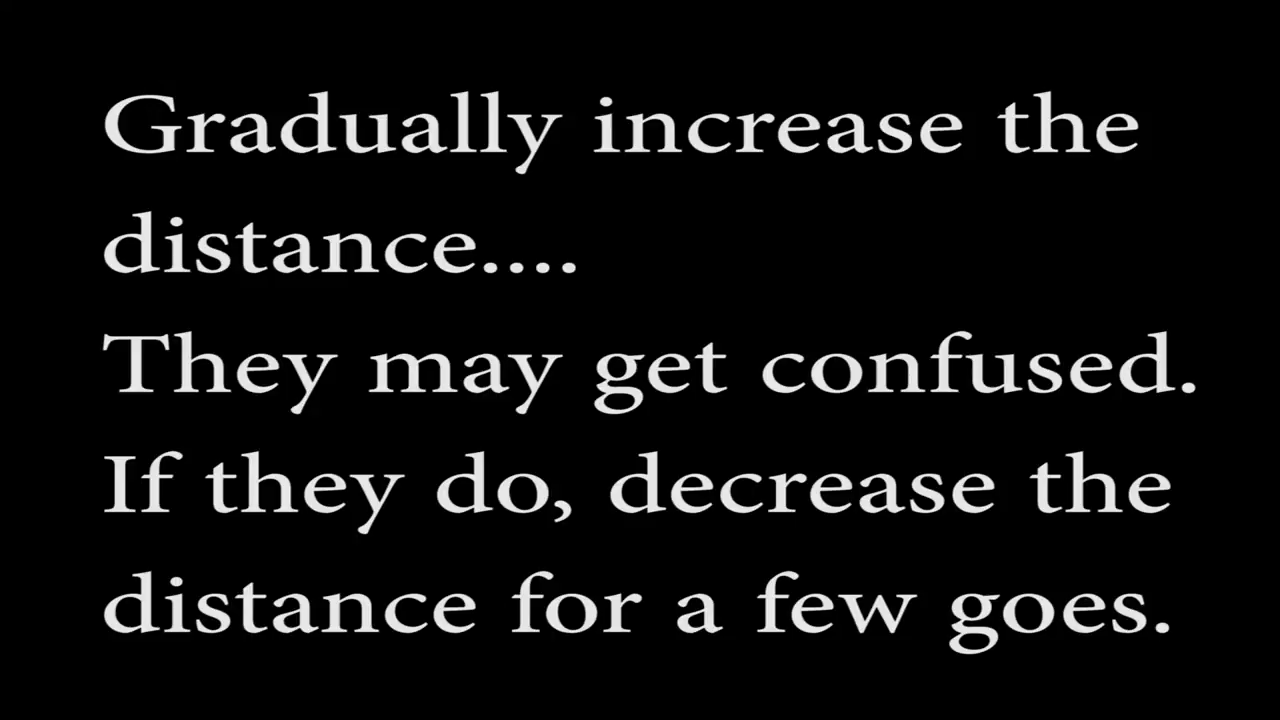 Gradually increase the
distance....
They may get confused.
If they do, decrease the
distance for a few goes.